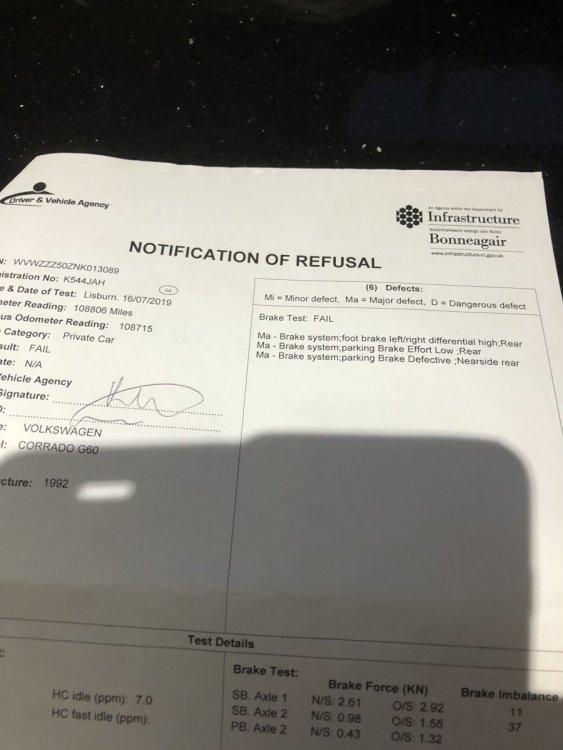 Driver & Vehicle Agency
An Agency within the Department for
Infrastructure
Bonneagair
www.infrastructure-ni.gov.uk
NOTIFICATION OF REFUSAL
N: WVWZZZ50ZNK013089
gistration No: K544JAH
e & Date of Test: Lisburn. 16/07/2019
meter Reading: 108806 Miles
us Odometer Reading: 108715
Category: Private Car
sult: FAIL
ate: N/A
ehicle Agency
Signature:
D:
e: VOLKSWAGEN
l: CORRADO G60
cture: 1992
(6) Defects:
Mi = Minor defect, Ma = Major defect, D = Dangerous defect
Brake Test: FAIL
Ma - Brake system;foot brake left/right differential high;Rear
Ma - Brake system;parking Brake Effort Low ;Rear
Ma - Brake system;parking Brake Defective ;Nearside rear
Test Details
t:
HC idle (ppm): 7.0
HC fast idle (ppm):
Brake Test:
Brake Force (KN)
Brake Imbalance
SB. Axle 1 N/S: 2.61 O/S: 2.92 11
SB. Axle 2 N/S: 0.98 O/S: 1.55 37
PB. Axle 2 N/S: 0.43 O/S: 1.32